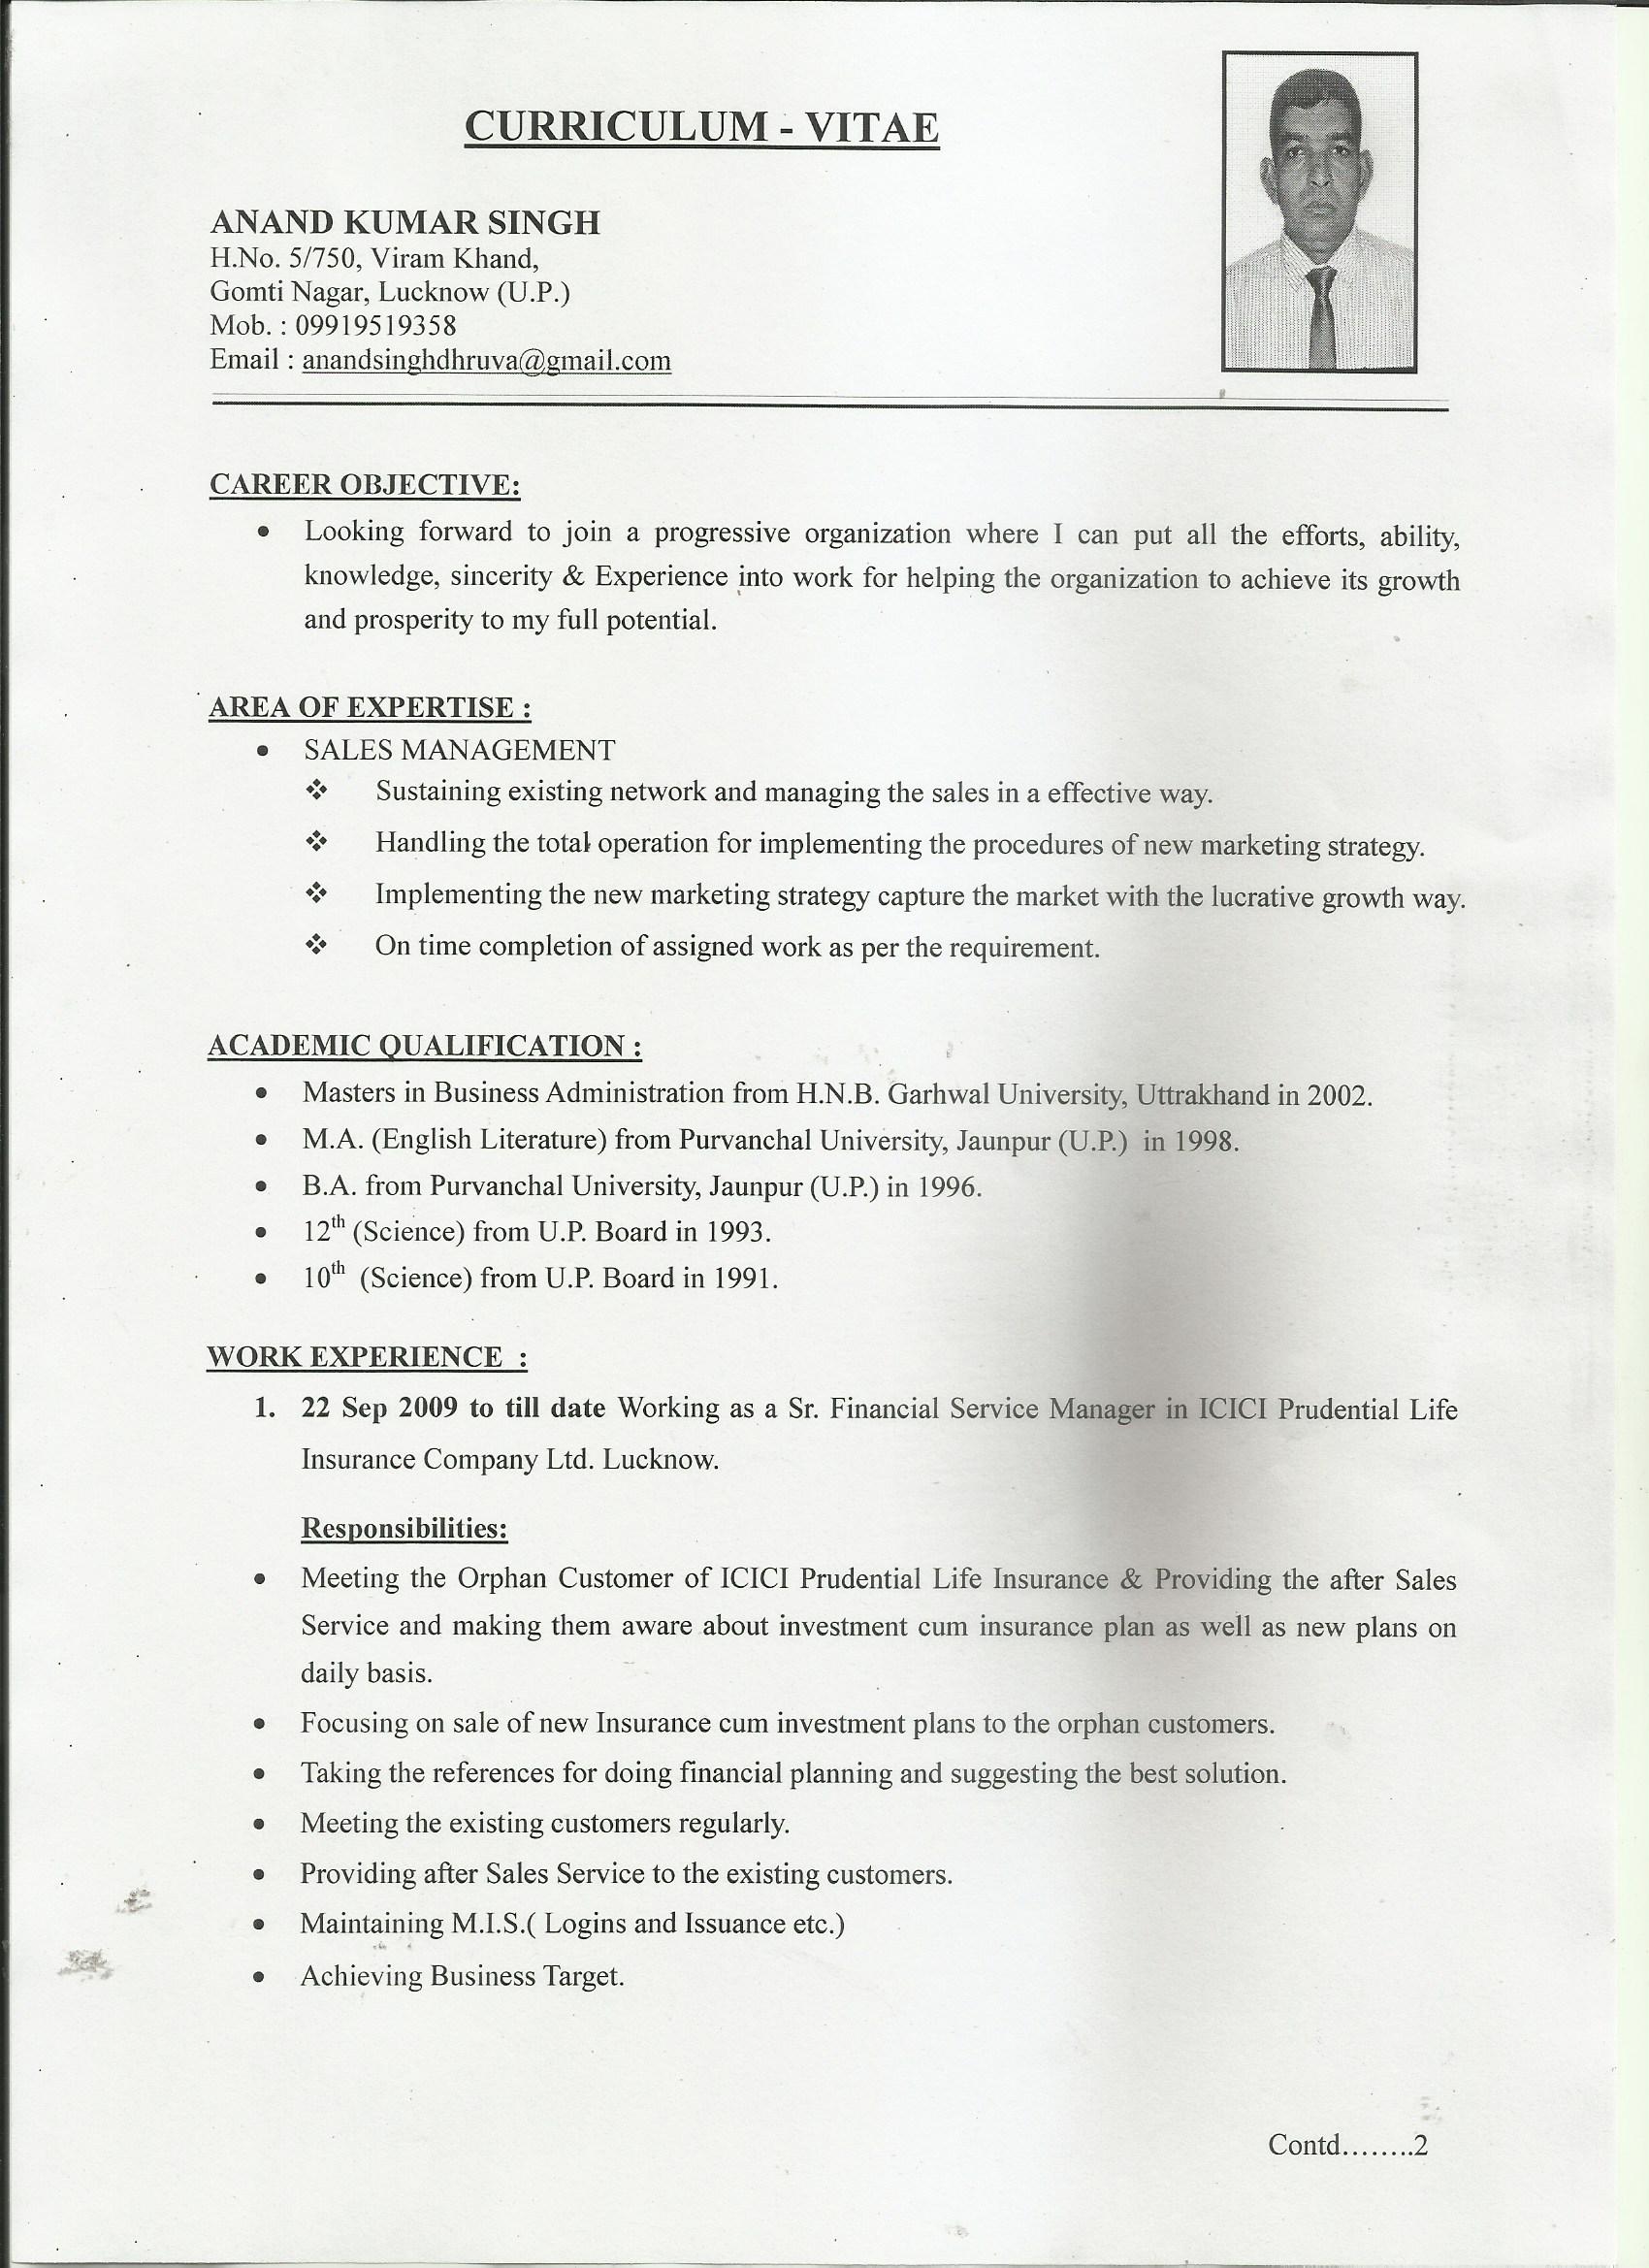 CURRICULUM - VITAE
ANAND KUMAR SINGH
H.No. 5/750, Viram Khand,
Gomti Nagar, Lucknow (U.P.)
Mob. : 09919519358
Email : anandsinghdhruva@gmail.com
CAREER OBJECTIVE:
• Looking forward to join a progressive organization where I can put all the efforts, ability,
knowledge, sincerity & Experience into work for helping the organization to achieve its growth
and prosperity to my full potential.
AREA OF EXPERTISE :
• SALES MANAGEMENT
❖ Sustaining existing network and managing the sales in a effective way.
❖ Handling the total operation for implementing the procedures of new marketing strategy.
❖ Implementing the new marketing strategy capture the market with the lucrative growth way.
❖ On time completion of assigned work as per the requirement.
ACADEMIC QUALIFICATION :
• Masters in Business Administration from H.N.B. Garhwal University, Uttrakhand in 2002.
• M.A. (English Literature) from Purvanchal University, Jaunpur (U.P.) in 1998.
• B.A. from Purvanchal University, Jaunpur (U.P.) in 1996.
• 12th (Science) from U.P. Board in 1993.
• 10th (Science) from U.P. Board in 1991.
WORK EXPERIENCE :
1. 22 Sep 2009 to till date Working as a Sr. Financial Service Manager in ICICI Prudential Life
Insurance Company Ltd. Lucknow.
Responsibilities:
• Meeting the Orphan Customer of ICICI Prudential Life Insurance & Providing the after Sales
Service and making them aware about investment cum insurance plan as well as new plans on
daily basis.
• Focusing on sale of new Insurance cum investment plans to the orphan customers.
• Taking the references for doing financial planning and suggesting the best solution.
• Meeting the existing customers regularly.
• Providing after Sales Service to the existing customers.
• Maintaining M.I.S.( Logins and Issuance etc.)
• Achieving Business Target.
Contd........2